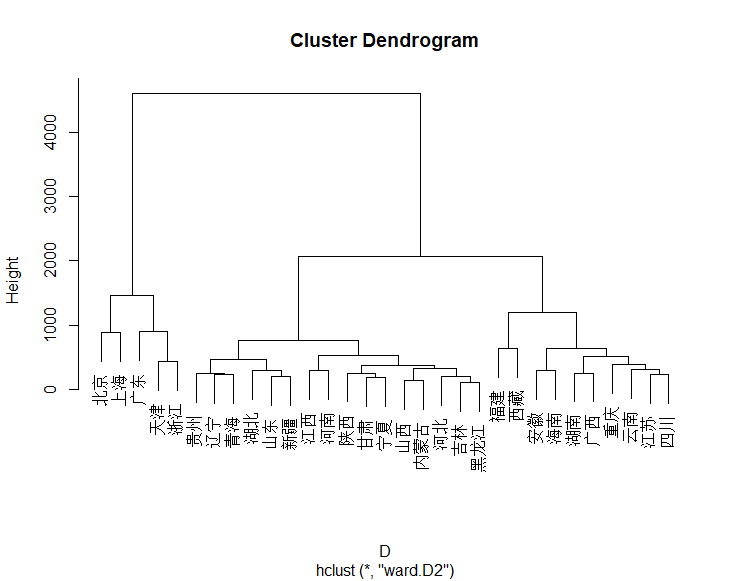 Cluster Dendrogram
Height
0
1000
2000
3000
4000
北京
上海
广东
天津
浙江
贵州
辽宁
青海
湖北
山东
新疆
江西
河南
陕西
甘肃
宁夏
山西
内蒙古
河北
吉林
黑龙江
福建
西藏
安徽
海南
湖南
广西
重庆
云南
江苏
四川
D
hclust (*, "ward.D2")